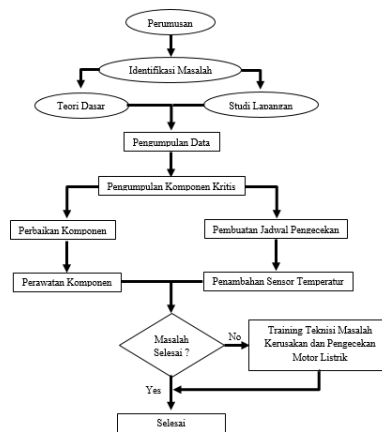 Perumusan
Identifikasi Masalah
Teori Dasar
Studi Lapangan
Pengumpulan Data
Pengumpulan Komponen Kritis
Perbaikan Komponen
Pembuatan Jadwal Pengecekan
Perawatan Komponen
Penambahan Sensor Temperatur
Masalah
Selesai ?
No
Training Teknisi Masalah
Kerusakan dan Pengecekan
Motor Listrik
Yes
Selesai